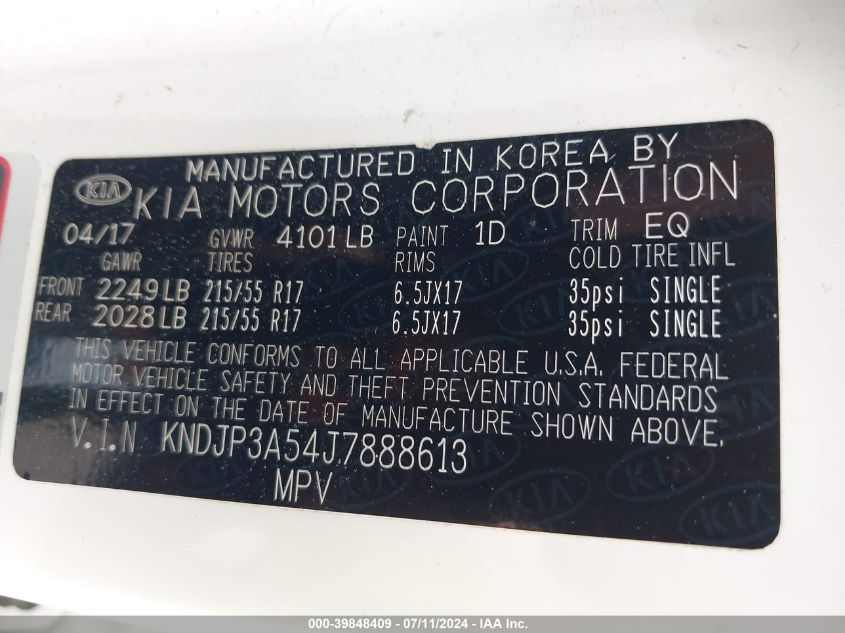 MANUFACTURED IN KOREA BY
KIA KIA MOTORS CORPORATION
04/17 GVWR 4101 LB PAINT 1D TRIM EQ
GAWR TIRES RIMS COLD TIRE INFL
FRONT 2249 LB 215/55 R17 6.5JX17 35psi SINGLE
REAR 2028 LB 215/55 R17 6.5JX17 35psi SINGLE
THIS VEHICLE CONFORMS TO ALL APPLICABLE U.S.A. FEDERAL
MOTOR VEHICLE SAFETY AND THEFT PREVENTION STANDARDS
IN EFFECT ON THE DATE OF MANUFACTURE SHOWN ABOVE.
V.I.N KNDJP3A54J7888613
MPV
000-39848409 - 07/11/2024 - IAA Inc.